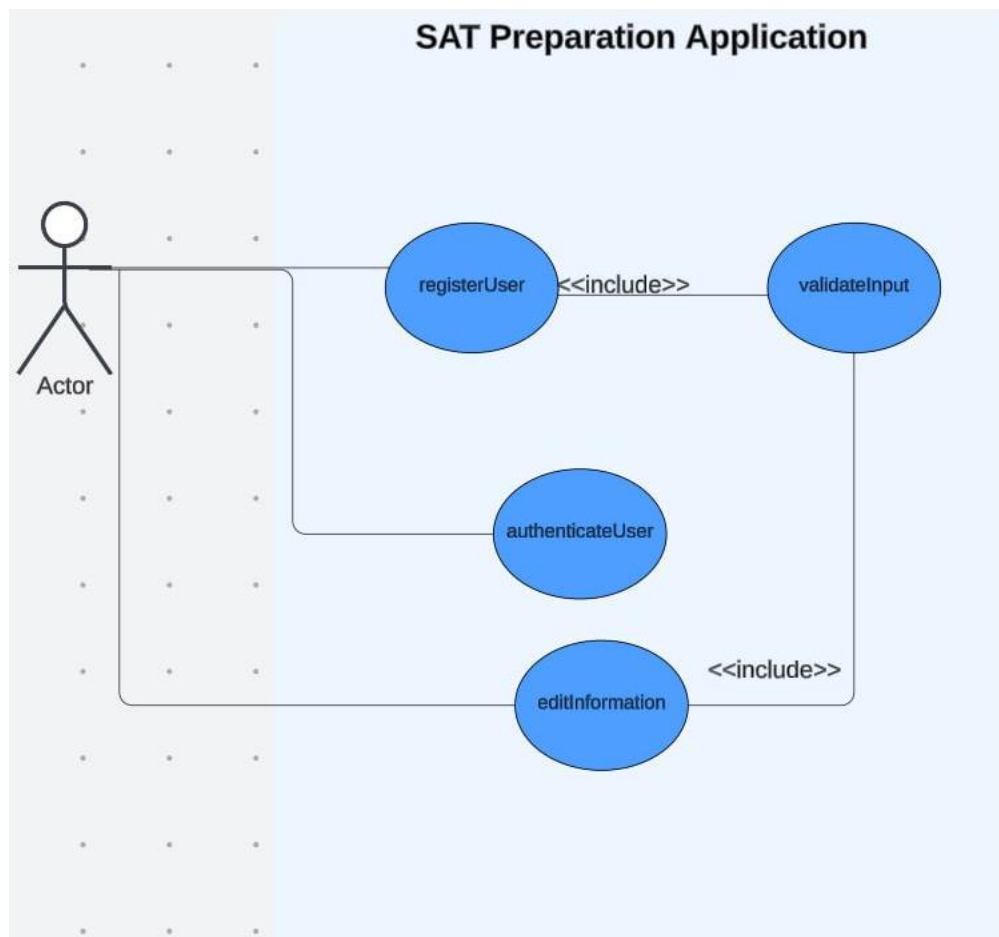 SAT Preparation Application
registerUser
<<include>>
validateInput
Actor
authenticateUser
<<include>>
editInformation